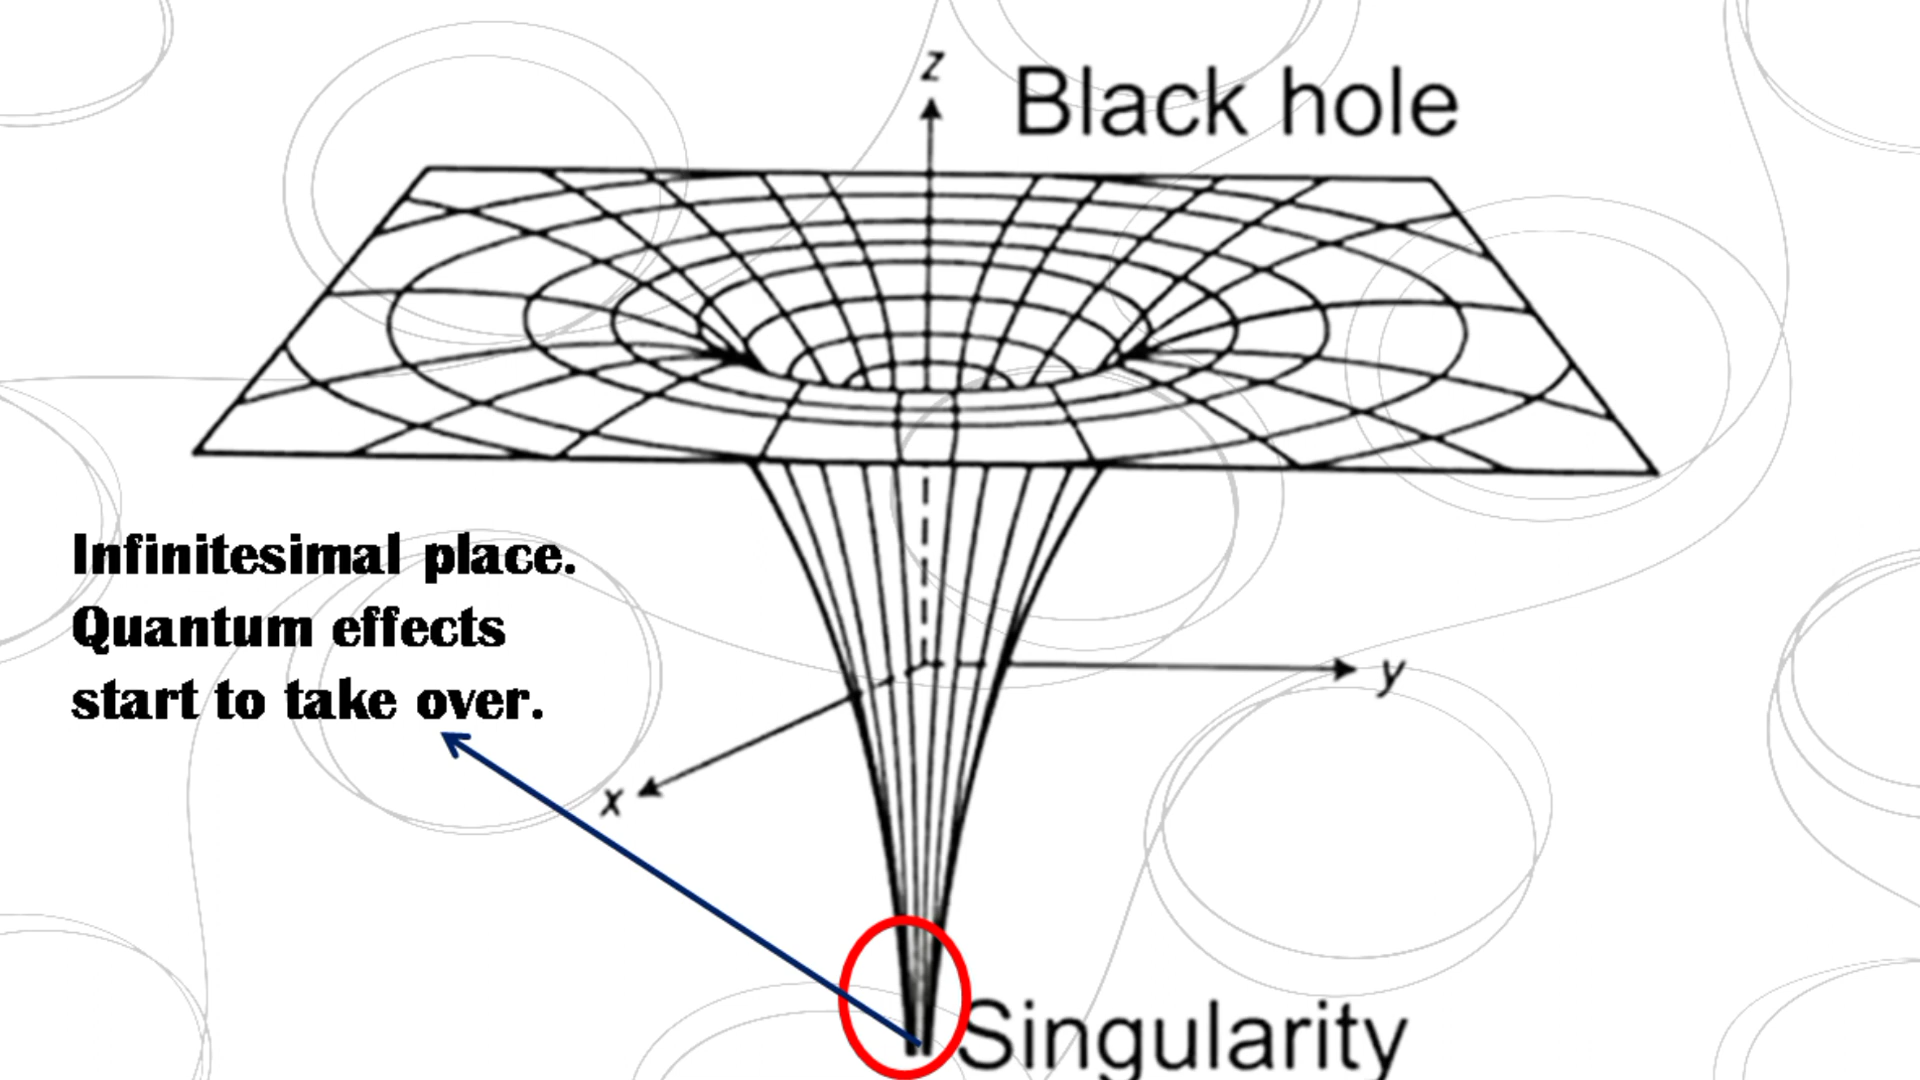 z
Black hole
Infinitesimal place.
Quantum effects
start to take over.
y
x
Singularity